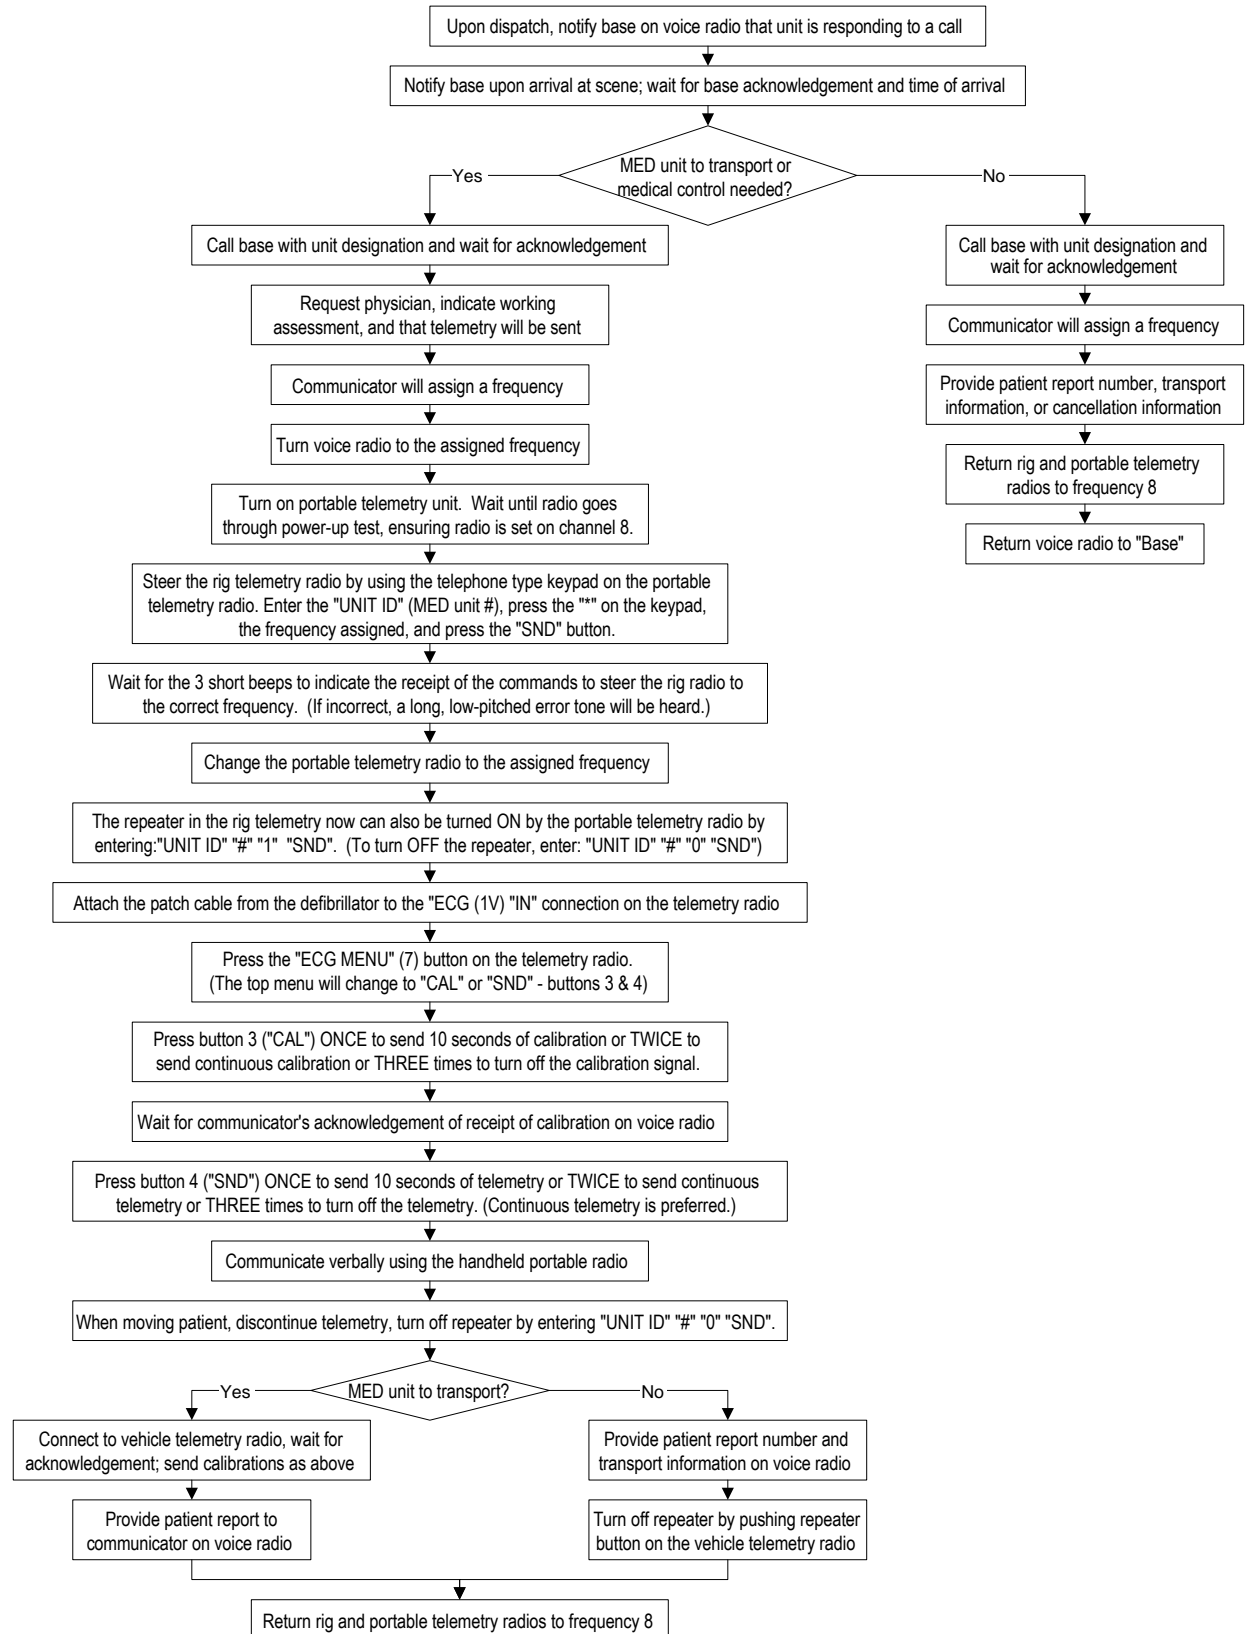 Upon dispatch, notify base on voice radio that unit is responding to a call
Notify base upon arrival at scene; wait for base acknowledgement and time of arrival
MED unit to transport or
medical control needed?
Yes
No
Call base with unit designation and wait for acknowledgement
Request physician, indicate working
assessment, and that telemetry will be sent
Communicator will assign a frequency
Turn voice radio to the assigned frequency
Turn on portable telemetry unit.  Wait until radio goes
through power-up test, ensuring radio is set on channel 8.
Steer the rig telemetry radio by using the telephone type keypad on the portable
telemetry radio. Enter the "UNIT ID" (MED unit #), press the "*" on the keypad,
the frequency assigned, and press the "SND" button.
Wait for the 3 short beeps to indicate the receipt of the commands to steer the rig radio to
the correct frequency.  (If incorrect, a long, low-pitched error tone will be heard.)
Change the portable telemetry radio to the assigned frequency
The repeater in the rig telemetry now can also be turned ON by the portable telemetry radio by
entering:"UNIT ID" "#" "1"  "SND".  (To turn OFF the repeater, enter: "UNIT ID" "#" "0" "SND")
Attach the patch cable from the defibrillator to the "ECG (1V) "IN" connection on the telemetry radio
Press the "ECG MENU" (7) button on the telemetry radio.
(The top menu will change to "CAL" or "SND" - buttons 3 & 4)
Press button 3 ("CAL") ONCE to send 10 seconds of calibration or TWICE to
send continuous calibration or THREE times to turn off the calibration signal.
Wait for communicator's acknowledgement of receipt of calibration on voice radio
Press button 4 ("SND") ONCE to send 10 seconds of telemetry or TWICE to send continuous
telemetry or THREE times to turn off the telemetry. (Continuous telemetry is preferred.)
Communicate verbally using the handheld portable radio
When moving patient, discontinue telemetry, turn off repeater by entering "UNIT ID" "#" "0" "SND".
MED unit to transport?
Yes
No
Connect to vehicle telemetry radio, wait for
acknowledgement; send calibrations as above
Provide patient report to
communicator on voice radio
Provide patient report number and
transport information on voice radio
Turn off repeater by pushing repeater
button on the vehicle telemetry radio
Return rig and portable telemetry radios to frequency 8
Call base with unit designation and
wait for acknowledgement
Communicator will assign a frequency
Provide patient report number, transport
information, or cancellation information
Return rig and portable telemetry
radios to frequency 8
Return voice radio to "Base"